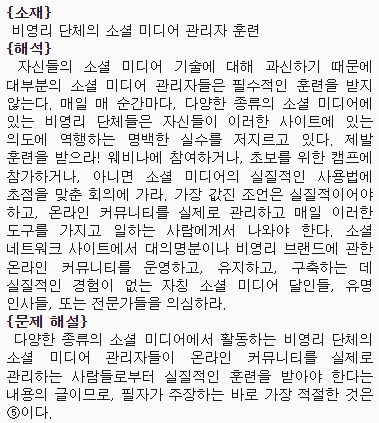 {소재}
비영리 단체의 소셜 미디어 관리자 훈련
{해석}
자신들의 소셜 미디어 기술에 대해 과신하기 때문에
대부분의 소셜 미디어 관리자들은 필수적인 훈련을 받지
않는다. 매일 매 순간마다, 다양한 종류의 소셜 미디어에
있는 비영리 단체들은 자신들이 이러한 사이트에 있는
의도에 역행하는 명백한 실수를 저지르고 있다. 제발
훈련을 받으라! 웨비나에 참여하거나, 초보를 위한 캠프에
참가하거나, 아니면 소셜 미디어의 실질적인 사용법에
초점을 맞춘 회의에 가라. 가장 값진 조언은 실질적이어야
하고, 온라인 커뮤니티를 실제로 관리하고 매일 이러한
도구를 가지고 일하는 사람에게서 나와야 한다. 소셜
네트워크 사이트에서 대의명분이나 비영리 브랜드에 관한
온라인 커뮤니티를 운영하고, 유지하고, 구축하는 데
실질적인 경험이 없는 자칭 소셜 미디어 달인들, 유명
인사들, 또는 전문가들을 의심하라.
{문제 해설}
다양한 종류의 소셜 미디어에서 활동하는 비영리 단체의
소셜 미디어 관리자들이 온라인 커뮤니티를 실제로
관리하는 사람들로부터 실질적인 훈련을 받아야 한다는
내용의 글이므로, 필자가 주장하는 바로 가장 적절한 것은
⑤이다.